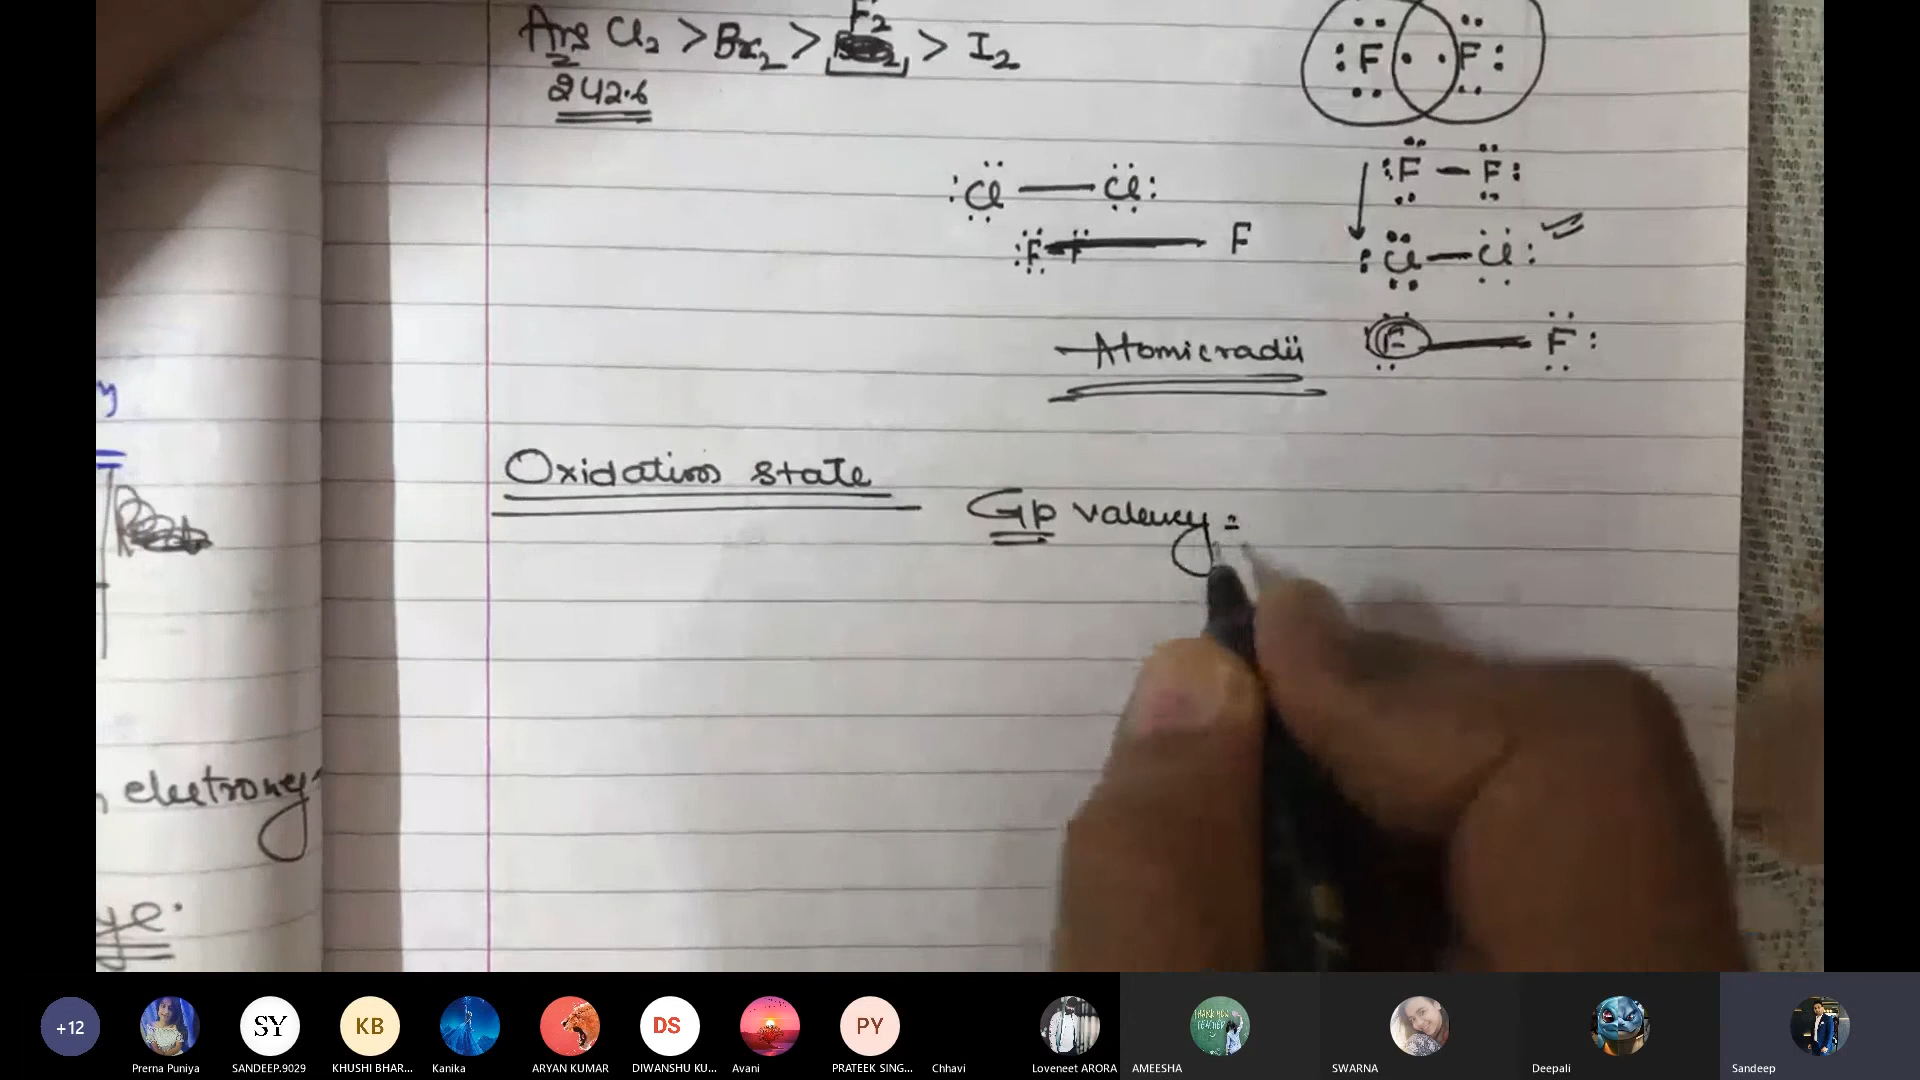 Ans Cl₂ > Br₂ > F₂ > I₂
242.6
:F : F:
:F — F:
:Cl — Cl:
:Cl — Cl:
:F F — F
Atomic radii
F — F:
Oxidation state
Gp valency =
electroneg
ye.
+12
Prerna Puniya
SY
SANDEEP.9029
KB
KHUSHI BHAR...
Kanika
ARYAN KUMAR
DS
DIWANSHU KU...
Avani
PY
PRATEEK SING...
Chhavi
Loveneet ARORA
AMEESHA
SWARNA
Deepali
Sandeep